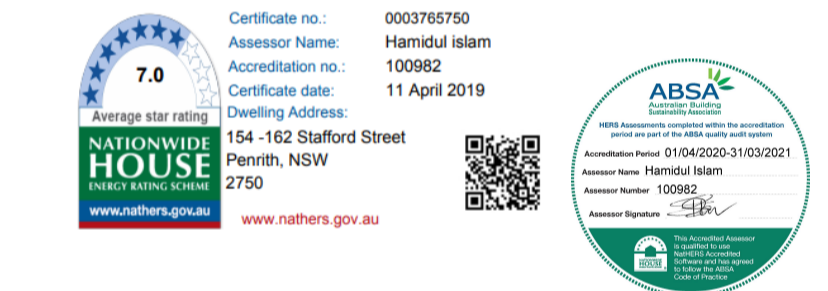 7.0
Average star rating
NATIONWIDE
HOUSE
ENERGY RATING SCHEME
www.nathers.gov.au
Certificate no.: 0003765750
Assessor Name: Hamidul islam
Accreditation no.: 100982
Certificate date: 11 April 2019
Dwelling Address:
154 -162 Stafford Street
Penrith, NSW
2750
www.nathers.gov.au
ABSA
Australian Building
Sustainability Association
HERS Assessments completed within the accreditation
period are part of the ABSA quality audit system
Accreditation Period 01/04/2020-31/03/2021
Assessor Name Hamidul Islam
Assessor Number 100982
Assessor Signature
NATIONWIDE
HOUSE
This Accredited Assessor
is qualified to use
NatHERS Accredited
Software and has agreed
to follow the ABSA
Code of Practice